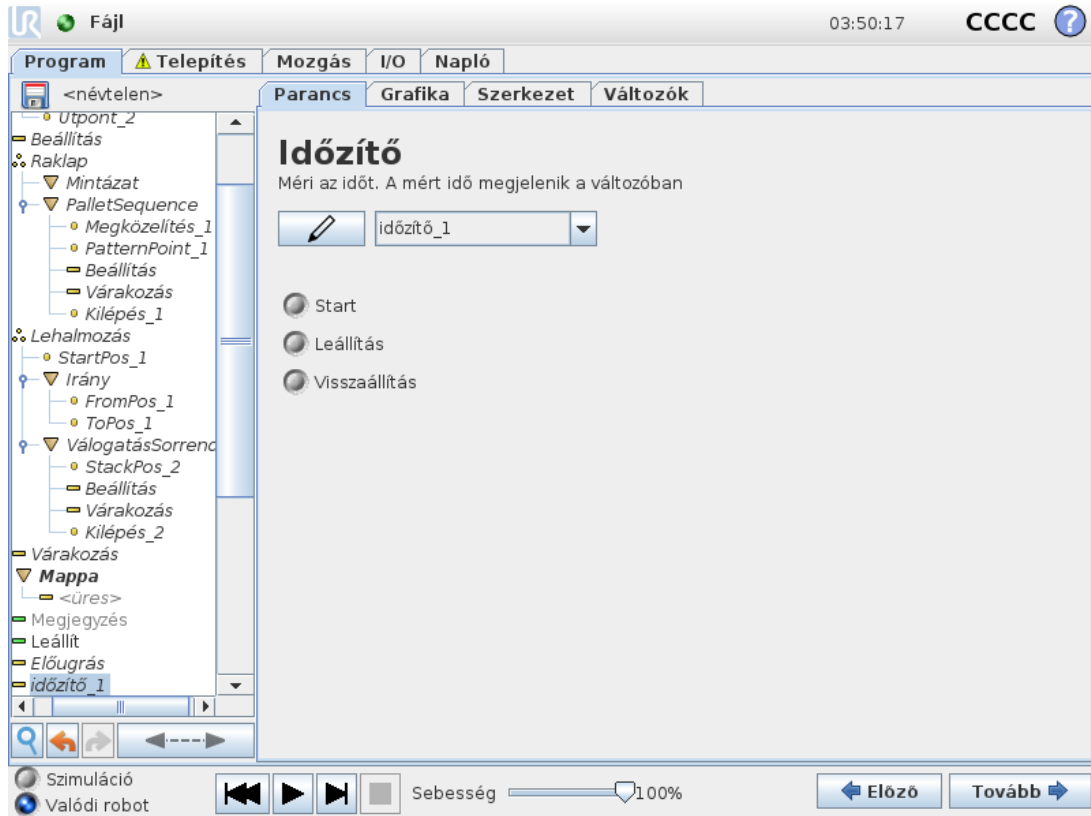 UR Fájl 03:50:17 CCCC ?
Program Telepítés Mozgás I/O Napló
<névtelen> Parancs Grafika Szerkezet Változók
Utpont_2
Beállítás
Raklap
Mintázat
PalletSequence
Megközelítés_1
PatternPoint_1
Beállítás
Várakozás
Kilépés_1
Lehalmozás
StartPos_1
Irány
FromPos_1
ToPos_1
VálogatásSorrend
StackPos_2
Beállítás
Várakozás
Kilépés_2
Várakozás
Mappa
<üres>
Megjegyzés
Leállít
Előugrás
időzítő_1
Időzítő
Méri az időt. A mért idő megjelenik a változóban
időzítő_1
Start
Leállítás
Visszaállítás
Szimuláció
Valódi robot
Sebesség 100%
Előző Tovább